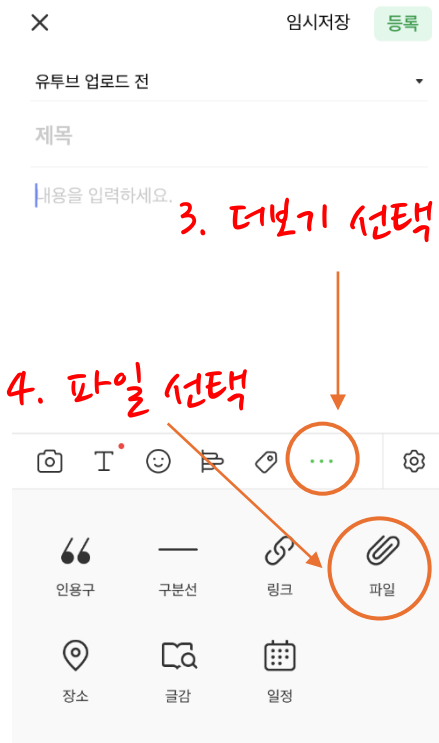 임시저장 등록
유투브 업로드 전
제목
내용을 입력하세요.
3. 더보기 선택
4. 파일 선택
T
인용구 구분선 링크 파일
장소 글감 일정